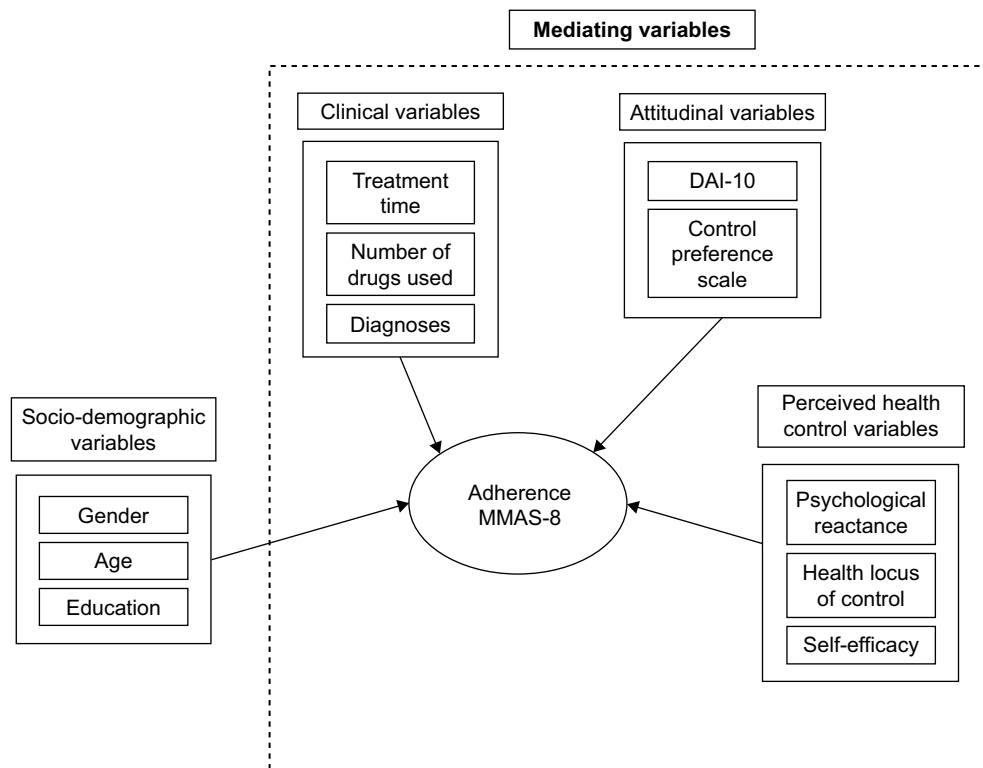 Mediating variables
Clinical variables
Treatment
time
Number of
drugs used
Diagnoses
Attitudinal variables
DAI-10
Control
preference
scale
Socio-demographic
variables
Gender
Age
Education
Adherence
MMAS-8
Perceived health
control variables
Psychological
reactance
Health locus
of control
Self-efficacy